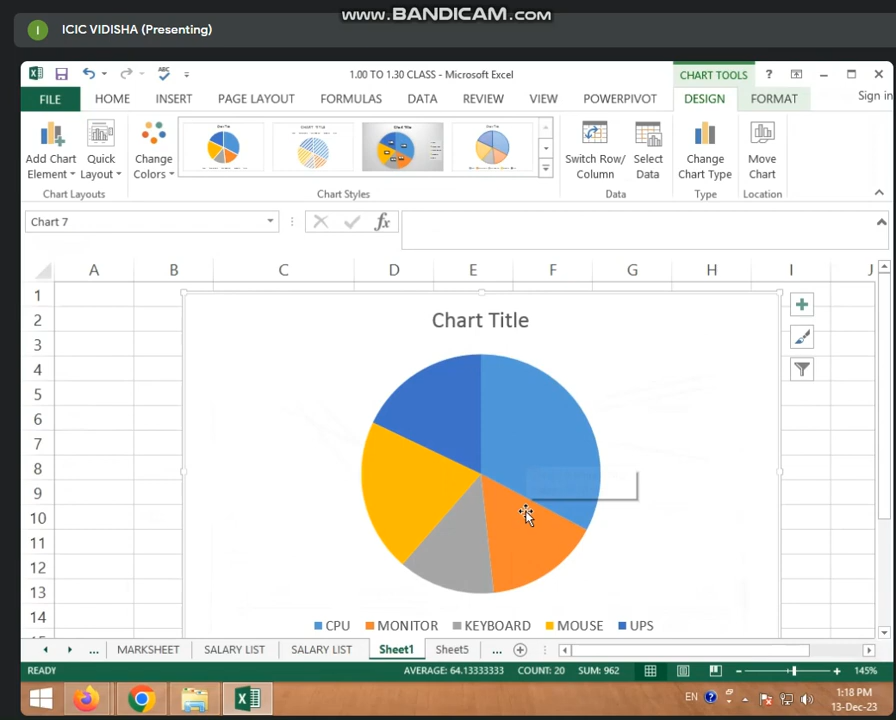 WWW.BANDICAM.COM
I ICIC VIDISHA (Presenting)
1.00 TO 1.30 CLASS - Microsoft Excel
CHART TOOLS
?
FILE HOME INSERT PAGE LAYOUT FORMULAS DATA REVIEW VIEW POWERPIVOT DESIGN FORMAT Sign in
Add Chart Element
Quick Layout
Change Colors
Switch Row/ Column
Select Data
Change Chart Type
Move Chart
Chart Layouts Chart Styles Data Type Location
Chart 7 fx
A B C D E F G H I J
1
2
3
4
5
6
7
8
9
10
11
12
13
14
Chart Title
CPU MONITOR KEYBOARD MOUSE UPS
... MARKSHEET SALARY LIST SALARY LIST Sheet1 Sheet5 ...
READY AVERAGE: 64.13333333 COUNT: 20 SUM: 962 145%
EN 1:18 PM
13-Dec-23